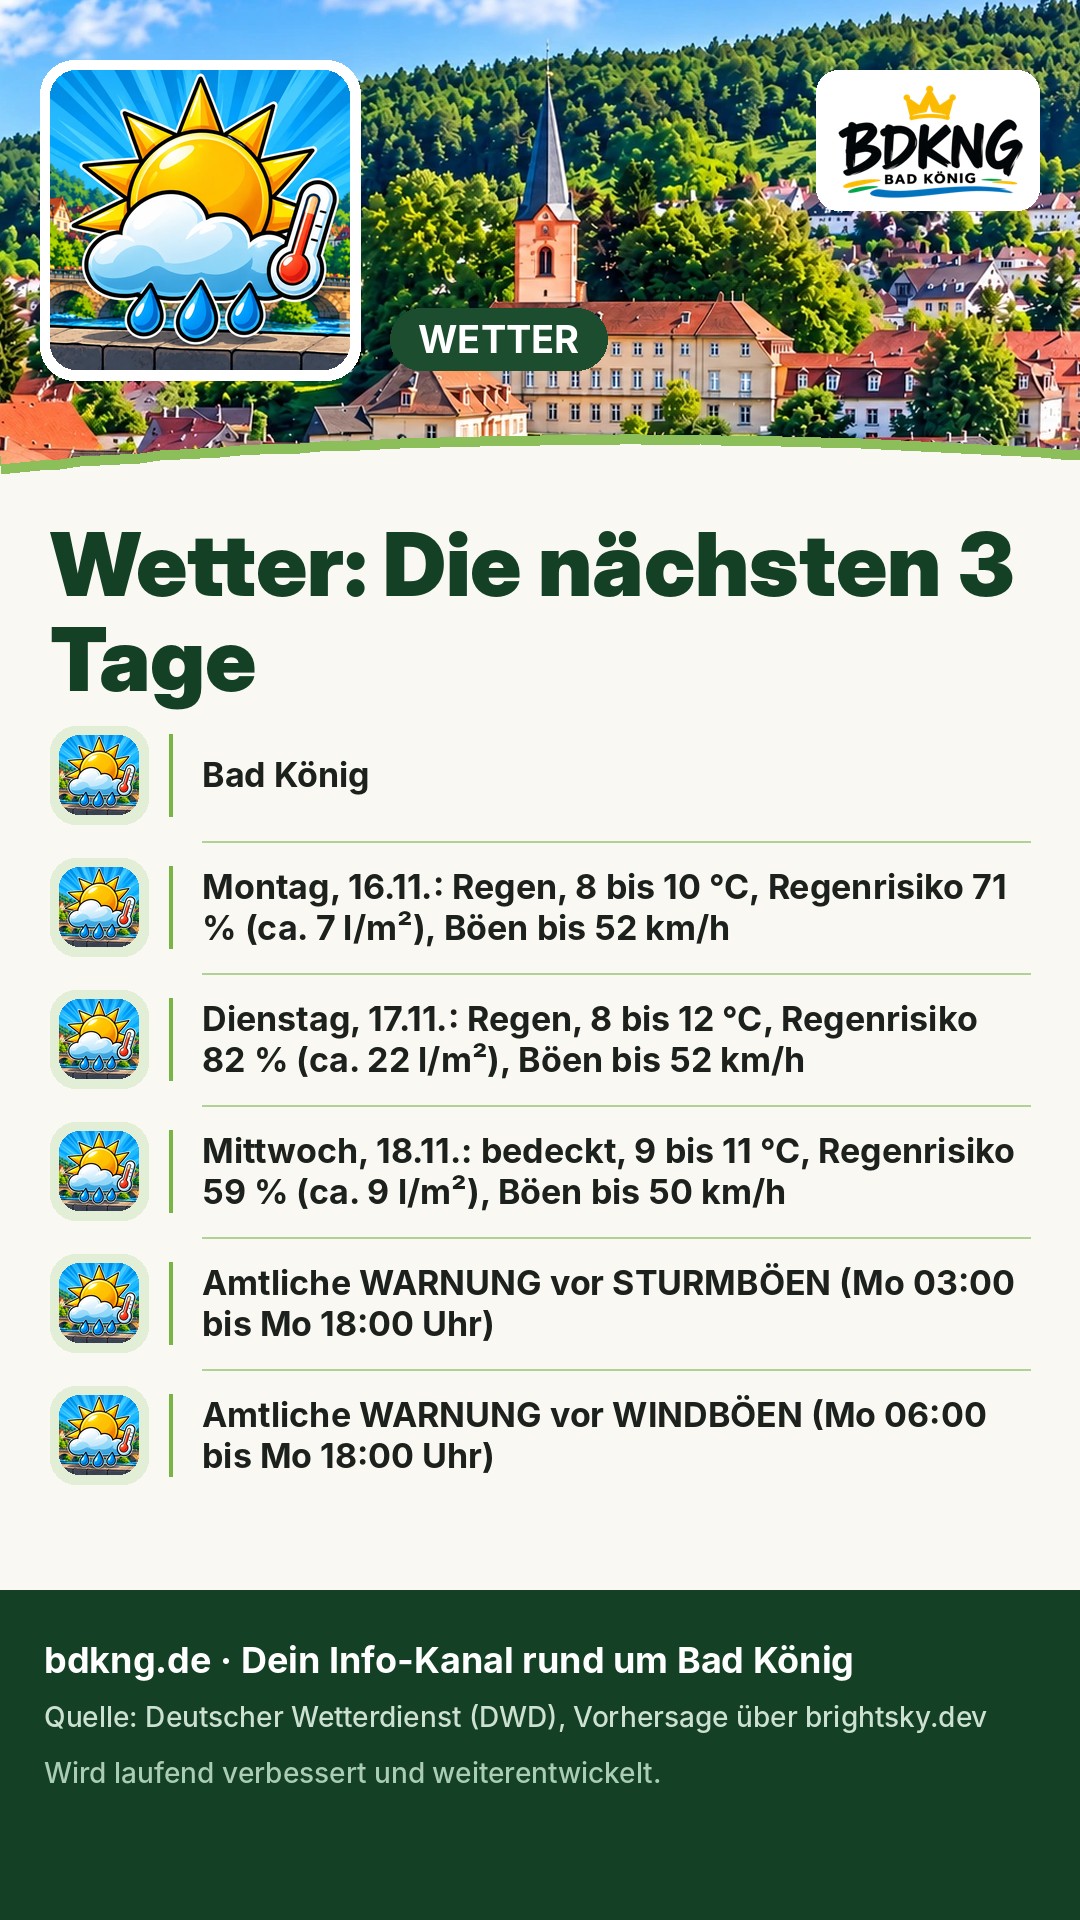 BDKNG
BAD KÖNIG
WETTER
Wetter: Die nächsten 3
Tage
Bad König
Montag, 16.11.: Regen, 8 bis 10 °C, Regenrisiko 71
% (ca. 7 l/m²), Böen bis 52 km/h
Dienstag, 17.11.: Regen, 8 bis 12 °C, Regenrisiko
82 % (ca. 22 l/m²), Böen bis 52 km/h
Mittwoch, 18.11.: bedeckt, 9 bis 11 °C, Regenrisiko
59 % (ca. 9 l/m²), Böen bis 50 km/h
Amtliche WARNUNG vor STURMBÖEN (Mo 03:00
bis Mo 18:00 Uhr)
Amtliche WARNUNG vor WINDBÖEN (Mo 06:00
bis Mo 18:00 Uhr)
bdkng.de · Dein Info-Kanal rund um Bad König
Quelle: Deutscher Wetterdienst (DWD), Vorhersage über brightsky.dev
Wird laufend verbessert und weiterentwickelt.